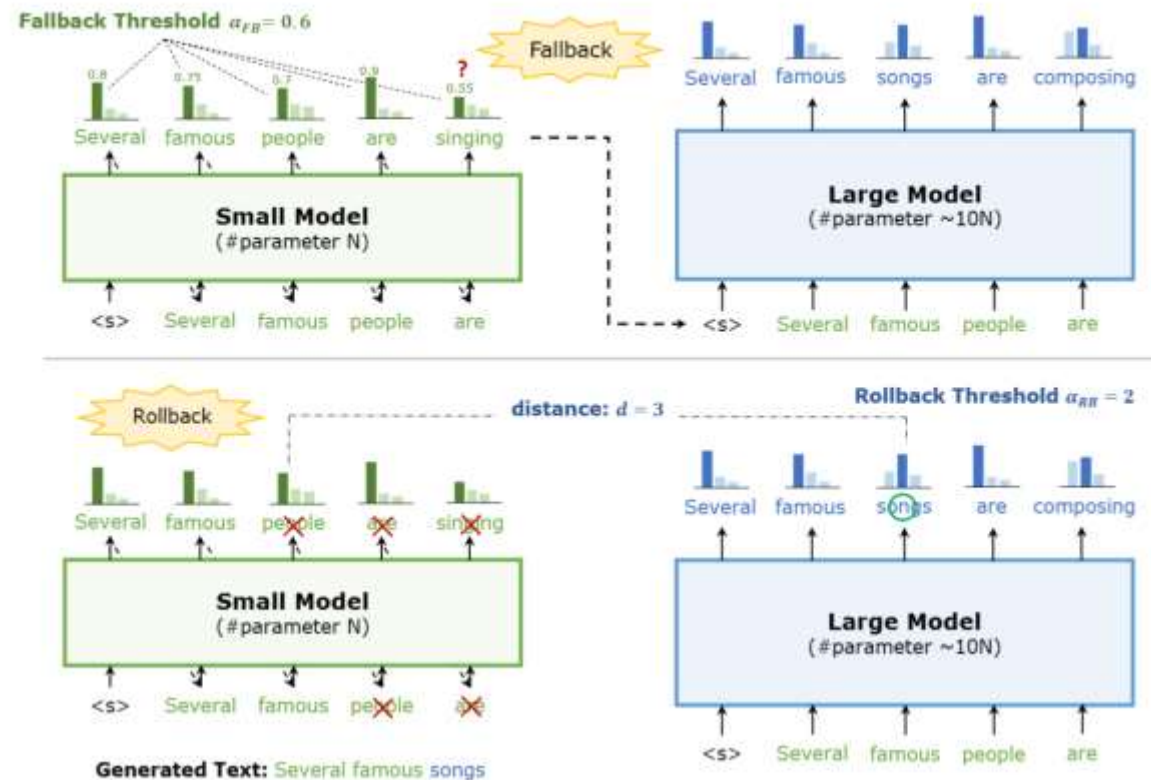 Fallback Threshold α_FB = 0.6
Fallback
0.8 0.75 0.7 0.9 ? 0.55
Several famous people are singing
Several famous songs are composing
Small Model
(#parameter N)
Large Model
(#parameter ~10N)
<s> Several famous people are
<s> Several famous people are
Rollback
distance: d = 3
Rollback Threshold α_RB = 2
Several famous people are singing
Several famous songs are composing
Small Model
(#parameter N)
Large Model
(#parameter ~10N)
<s> Several famous people are
<s> Several famous people are
Generated Text: Several famous songs